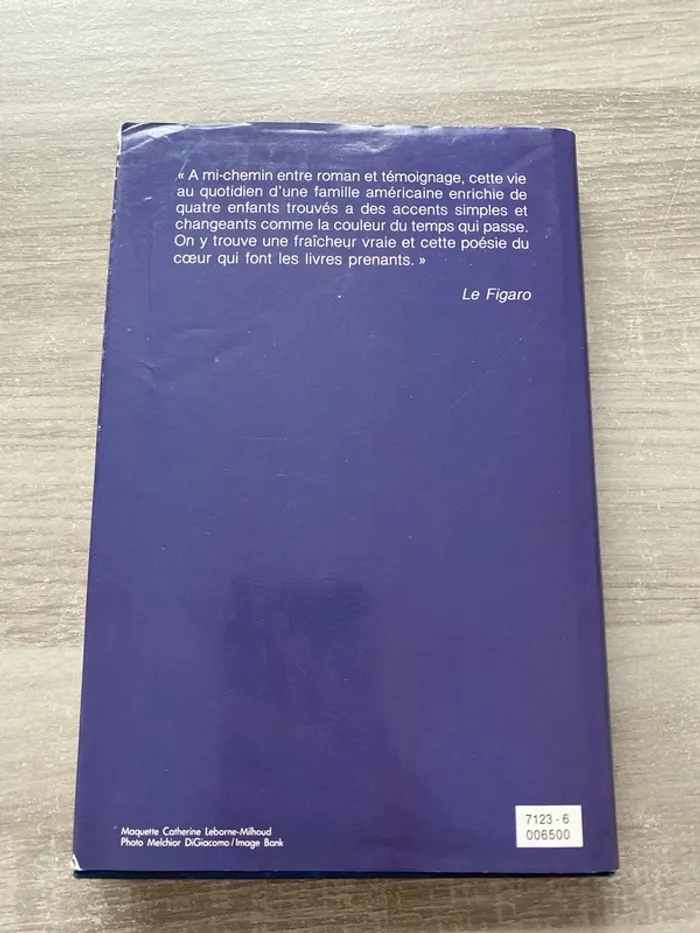 « A mi-chemin entre roman et témoignage, cette vie
au quotidien d'une famille américaine enrichie de
quatre enfants trouvés a des accents simples et
changeants comme la couleur du temps qui passe.
On y trouve une fraîcheur vraie et cette poésie du
cœur qui font les livres prenants. »
Le Figaro
Maquette Catherine Leborne-Milhoud
Photo Melchior DiGiacomo/Image Bank
7123-6
006500